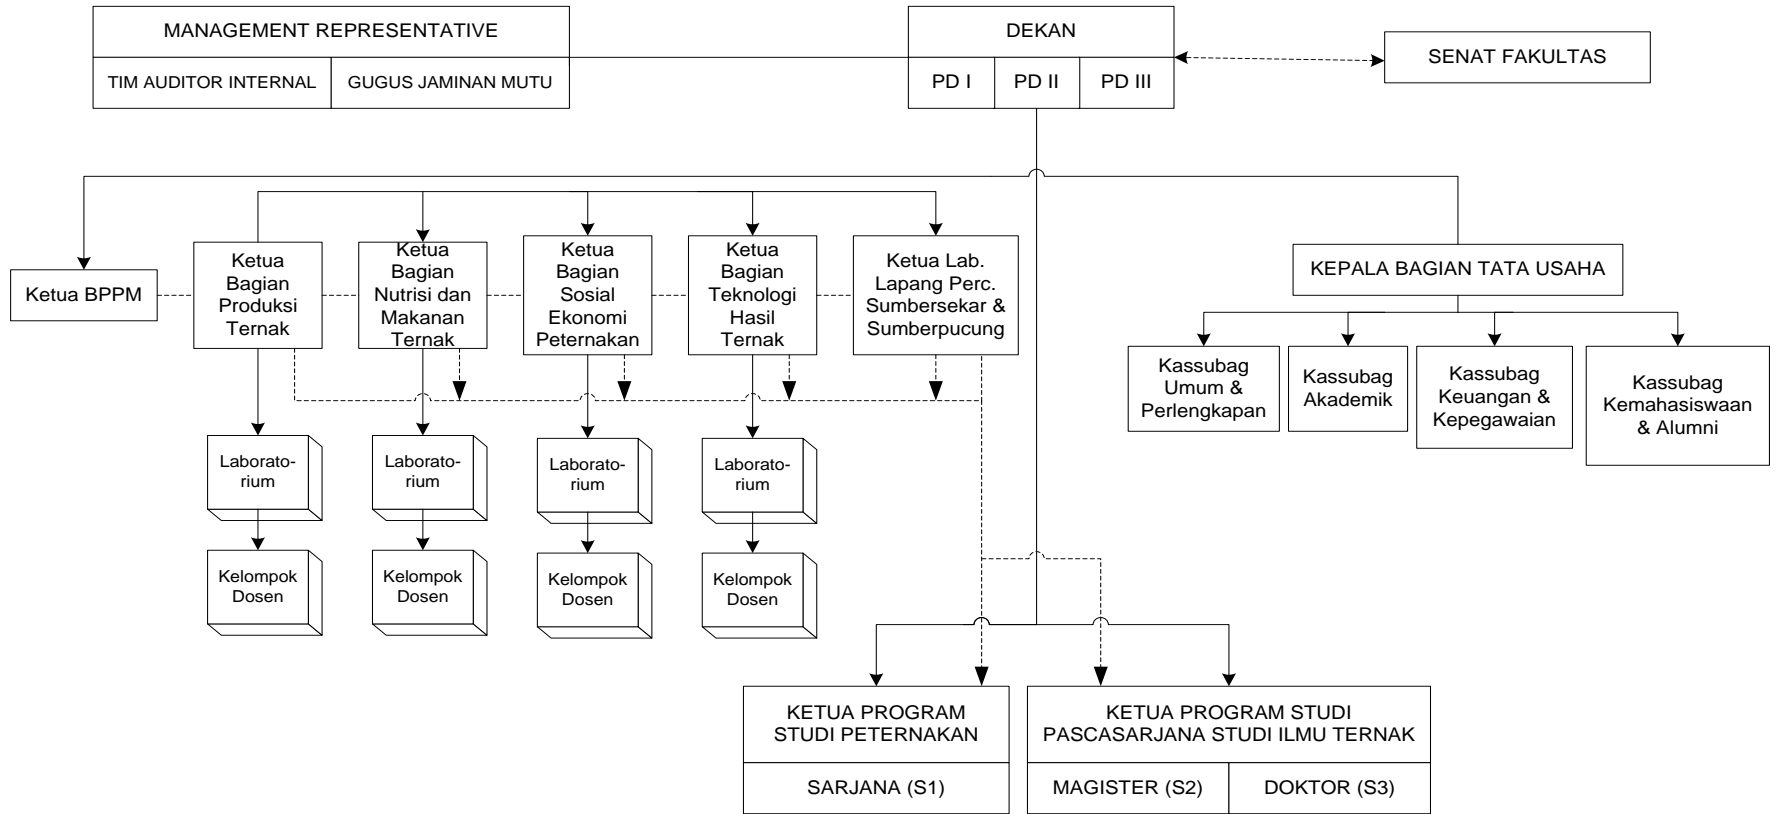 MANAGEMENT REPRESENTATIVE
TIM AUDITOR INTERNAL
GUGUS JAMINAN MUTU
DEKAN
PD I
PD II
PD III
SENAT FAKULTAS
Ketua BPPM
Ketua
Bagian
Produksi
Ternak
Ketua
Bagian
Nutrisi dan
Makanan
Ternak
Ketua
Bagian
Sosial
Ekonomi
Peternakan
Ketua
Bagian
Teknologi
Hasil
Ternak
Ketua Lab.
Lapang Perc.
Sumbersekar &
Sumberpucung
KEPALA BAGIAN TATA USAHA
Kassubag
Umum &
Perlengkapan
Kassubag
Akademik
Kassubag
Keuangan &
Kepegawaian
Kassubag
Kemahasiswaan
& Alumni
Laborato-
rium
Laborato-
rium
Laborato-
rium
Laborato-
rium
Kelompok
Dosen
Kelompok
Dosen
Kelompok
Dosen
Kelompok
Dosen
KETUA PROGRAM
STUDI PETERNAKAN
SARJANA (S1)
KETUA PROGRAM STUDI
PASCASARJANA STUDI ILMU TERNAK
MAGISTER (S2)
DOKTOR (S3)